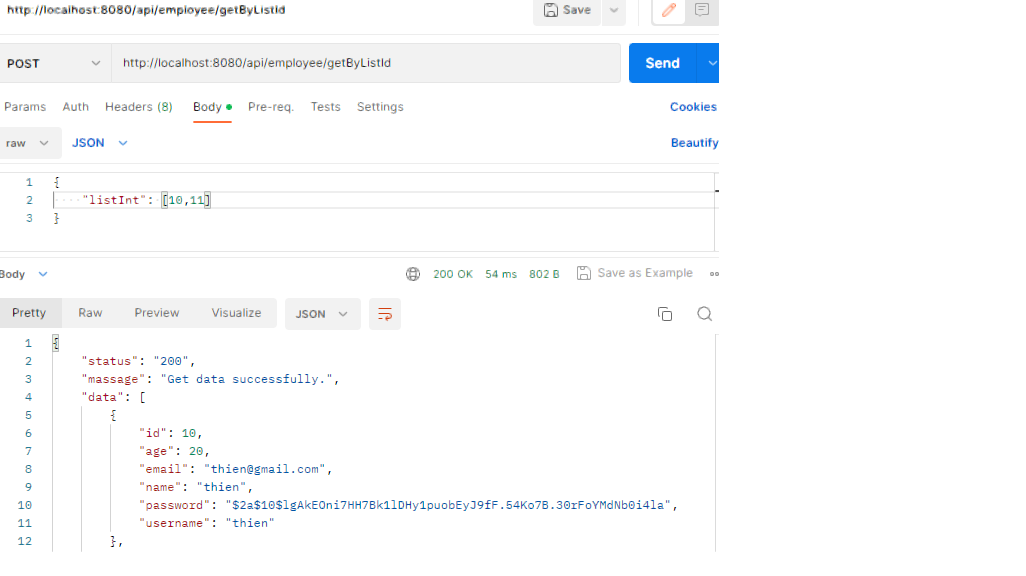 http://localhost:8080/api/employee/getByListId
Save
POST
http://localhost:8080/api/employee/getByListId
Send
Params Auth Headers (8) Body Pre-req. Tests Settings Cookies
raw JSON Beautify
1 {
2 "listInt": [10,11]
3 }
Body 200 OK 54 ms 802 B Save as Example
Pretty Raw Preview Visualize JSON
1 {
2 "status": "200",
3 "massage": "Get data successfully.",
4 "data": [
5 {
6 "id": 10,
7 "age": 20,
8 "email": "thien@gmail.com",
9 "name": "thien",
10 "password": "$2a$10$lgAkEOni7HH7Bk1lDHy1puobEyJ9fF.54Ko7B.30rFoYMdNb0i4la",
11 "username": "thien"
12 },